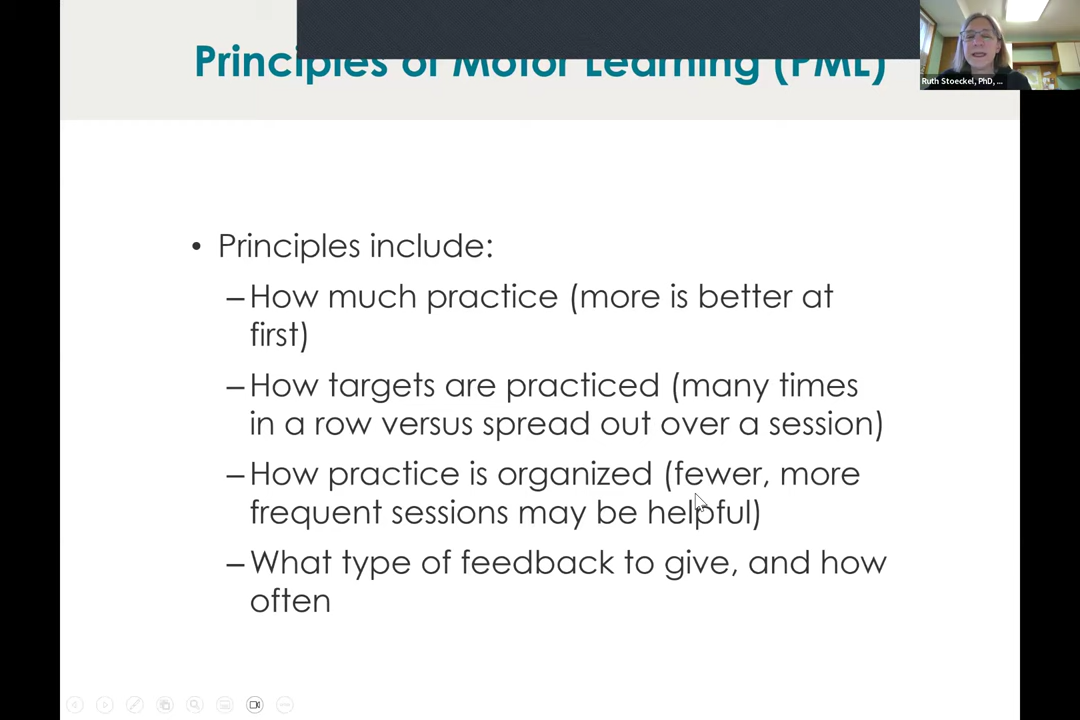 Principles of Motor Learning (PML)
Ruth Stoeckel, PhD, ...
• Principles include:
–How much practice (more is better at
first)
–How targets are practiced (many times
in a row versus spread out over a session)
–How practice is organized (fewer, more
frequent sessions may be helpful)
–What type of feedback to give, and how
often